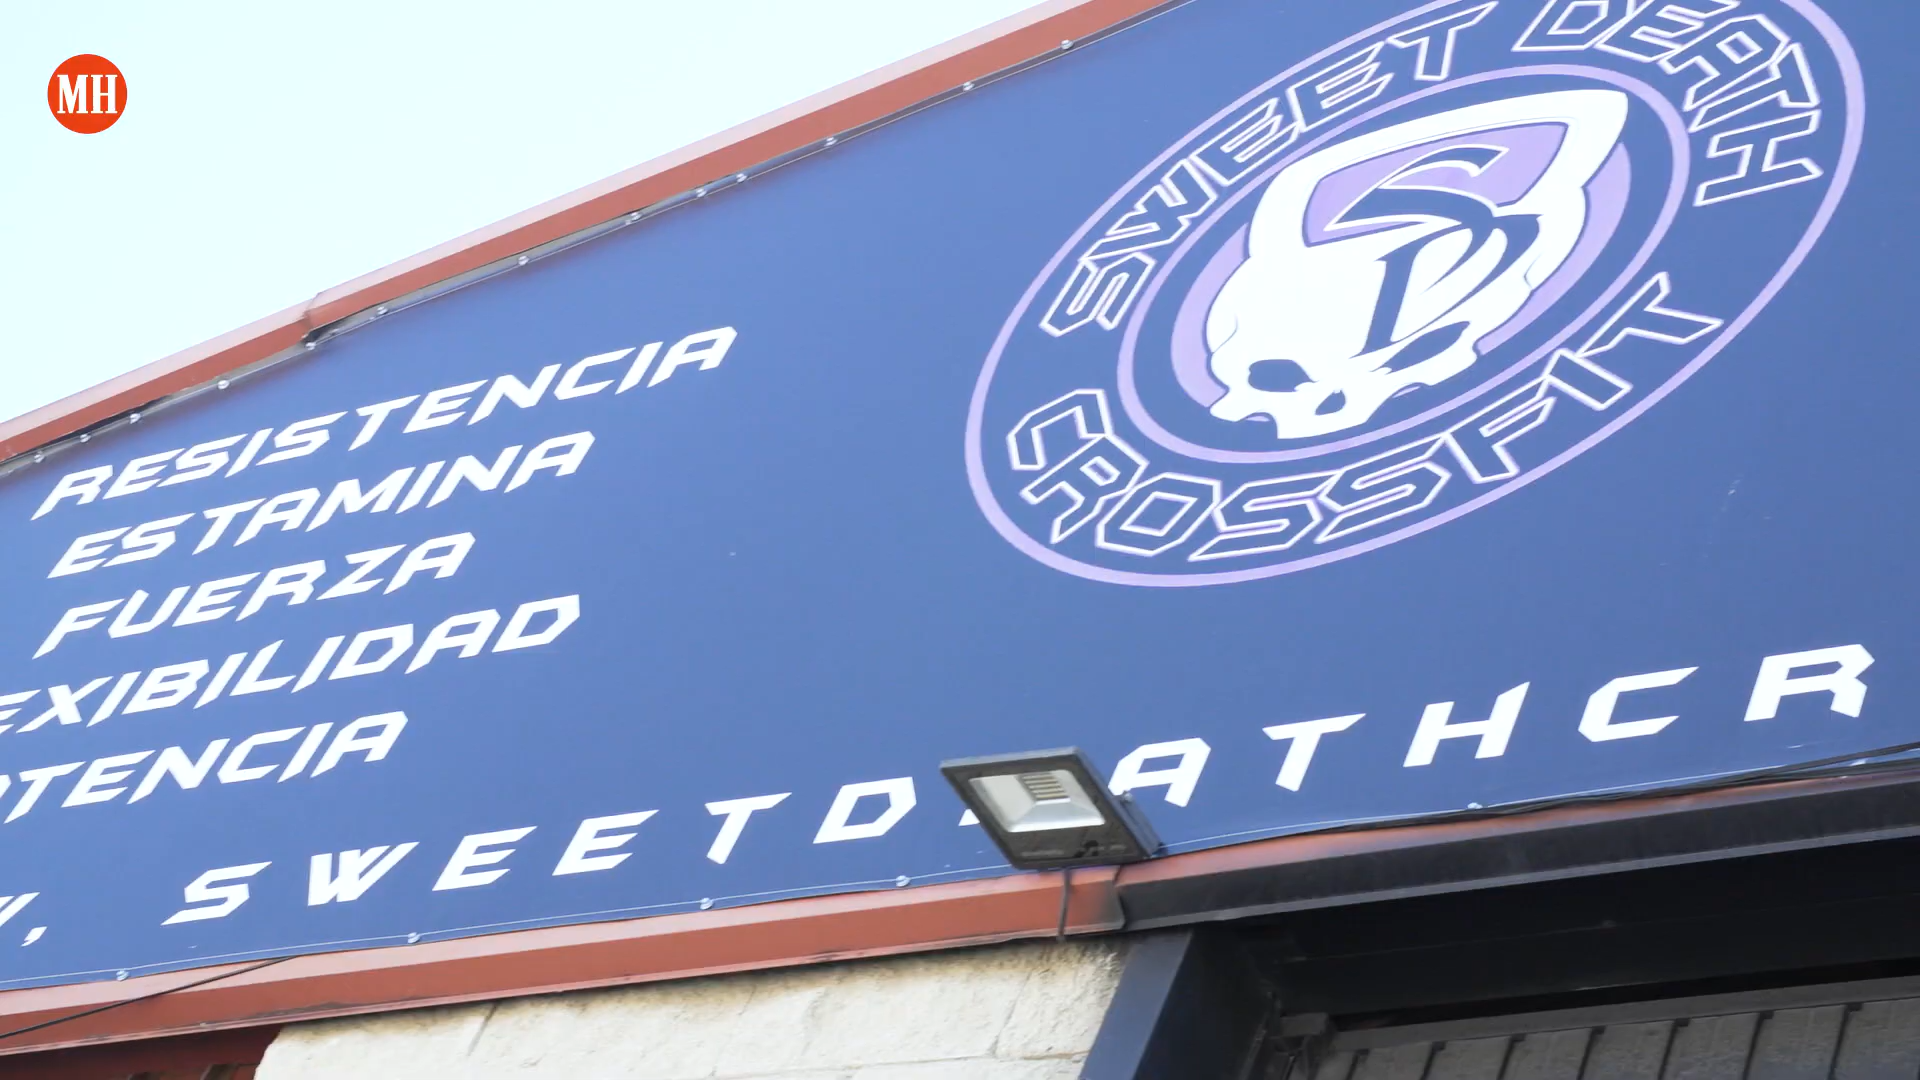 MH
SWEET DEATH
CROSSFIT
RESISTENCIA
ESTAMINA
FUERZA
EXIBILIDAD
OTENCIA
SWEETD ATHCR